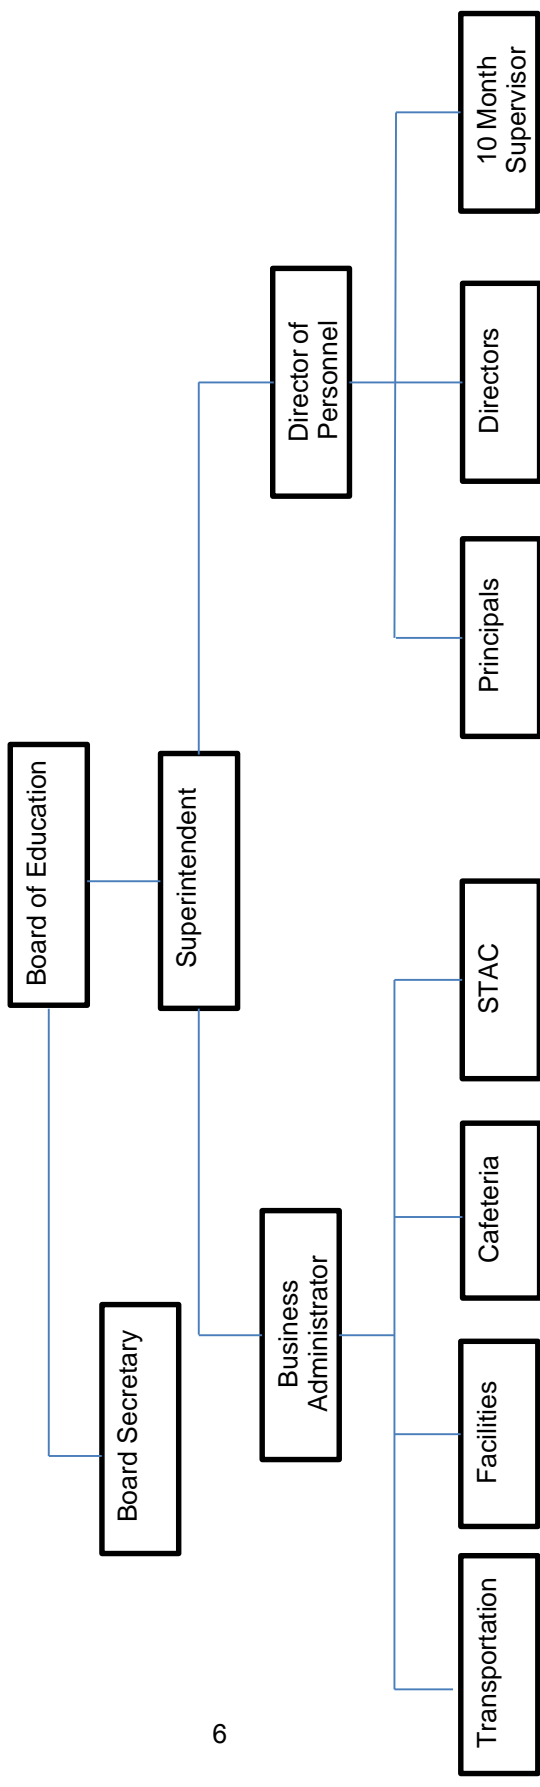 Board of Education
Board Secretary
Superintendent
Business
Administrator
Director of
Personnel
Transportation
Facilities
Cafeteria
STAC
Principals
Directors
10 Month
Supervisor
6